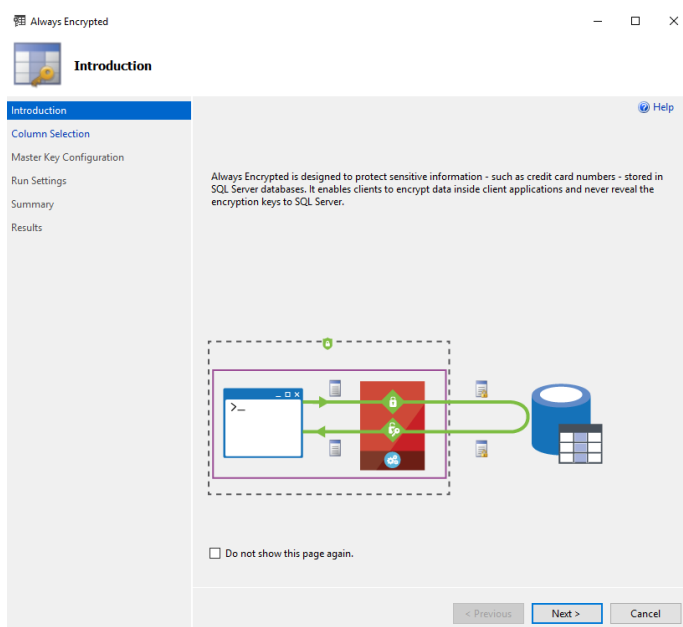 Always Encrypted
Introduction
Introduction
Column Selection
Master Key Configuration
Run Settings
Summary
Results
Help
Always Encrypted is designed to protect sensitive information - such as credit card numbers - stored in
SQL Server databases. It enables clients to encrypt data inside client applications and never reveal the
encryption keys to SQL Server.
>_
Do not show this page again.
< Previous
Next >
Cancel